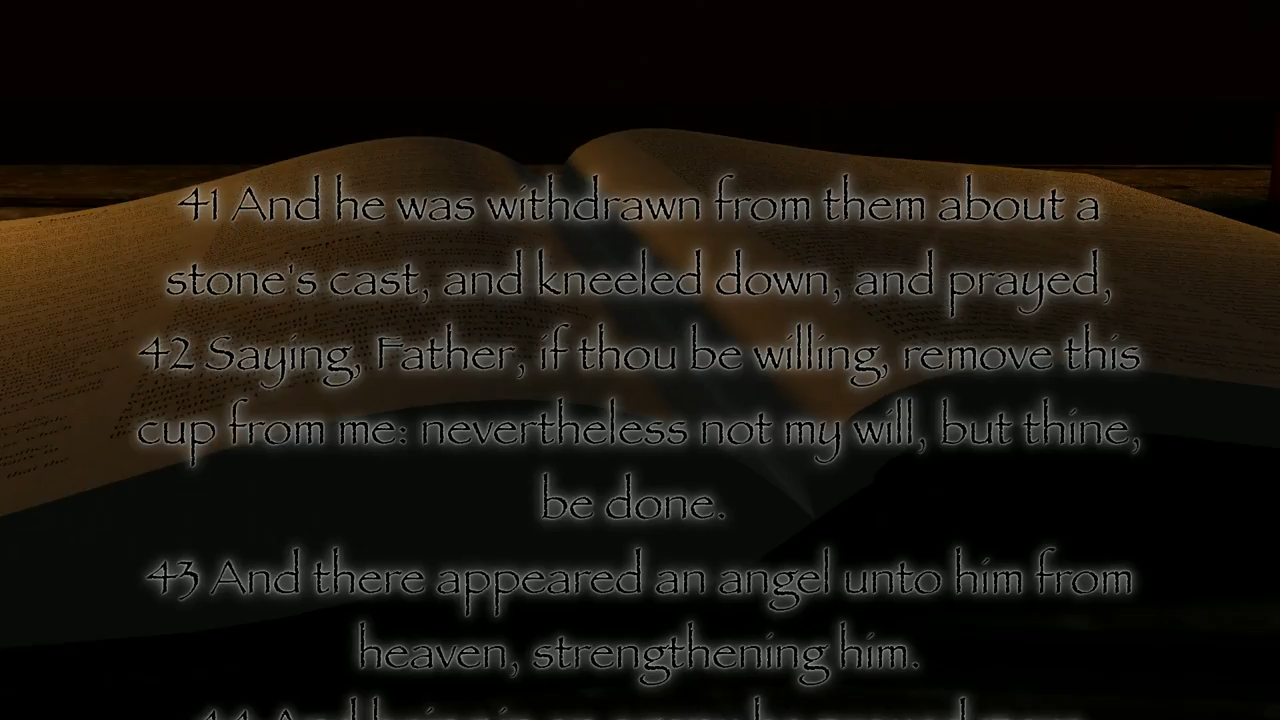 41 And he was withdrawn from them about a
stone's cast, and kneeled down, and prayed,
42 Saying, Father, if thou be willing, remove this
cup from me: nevertheless not my will, but thine,
be done.
43 And there appeared an angel unto him from
heaven, strengthening him.